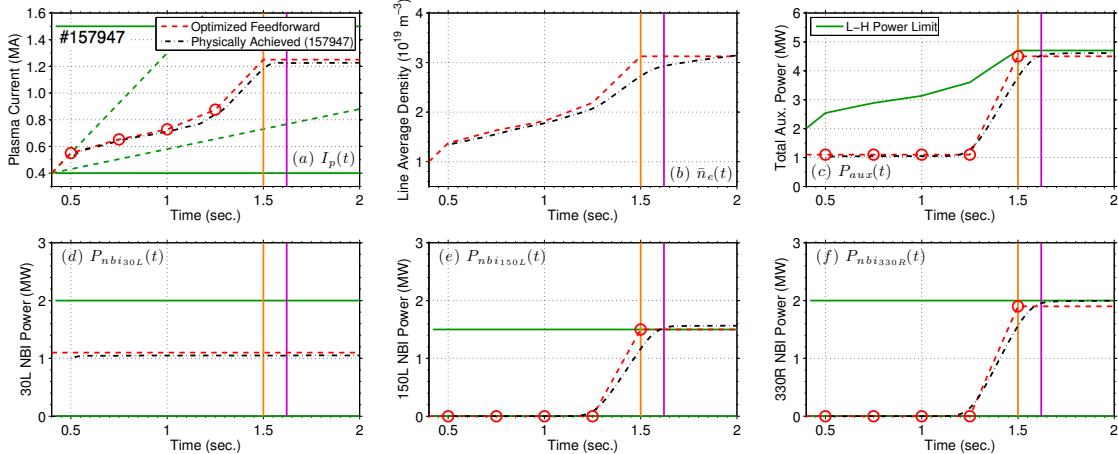 #157947
Optimized Feedforward
Physically Achieved (157947)
Plasma Current (MA)
1.6
1.4
1.2
1.0
0.8
0.6
0.4
0.5
1
1.5
2
Time (sec.)
(a) I_p(t)
Line Average Density (10^19 m^−3)
4
3
2
1
0.5
1
1.5
2
Time (sec.)
(b) n̄_e(t)
L−H Power Limit
Total Aux. Power (MW)
6
5
4
3
2
1
0
0.5
1
1.5
2
Time (sec.)
(c) P_aux(t)
(d) P_nbi_30L(t)
30L NBI Power (MW)
3
2
1
0
0.5
1
1.5
2
Time (sec.)
(e) P_nbi_150L(t)
150L NBI Power (MW)
3
2
1
0
0.5
1
1.5
2
Time (sec.)
(f) P_nbi_330R(t)
330R NBI Power (MW)
3
2
1
0
0.5
1
1.5
2
Time (sec.)